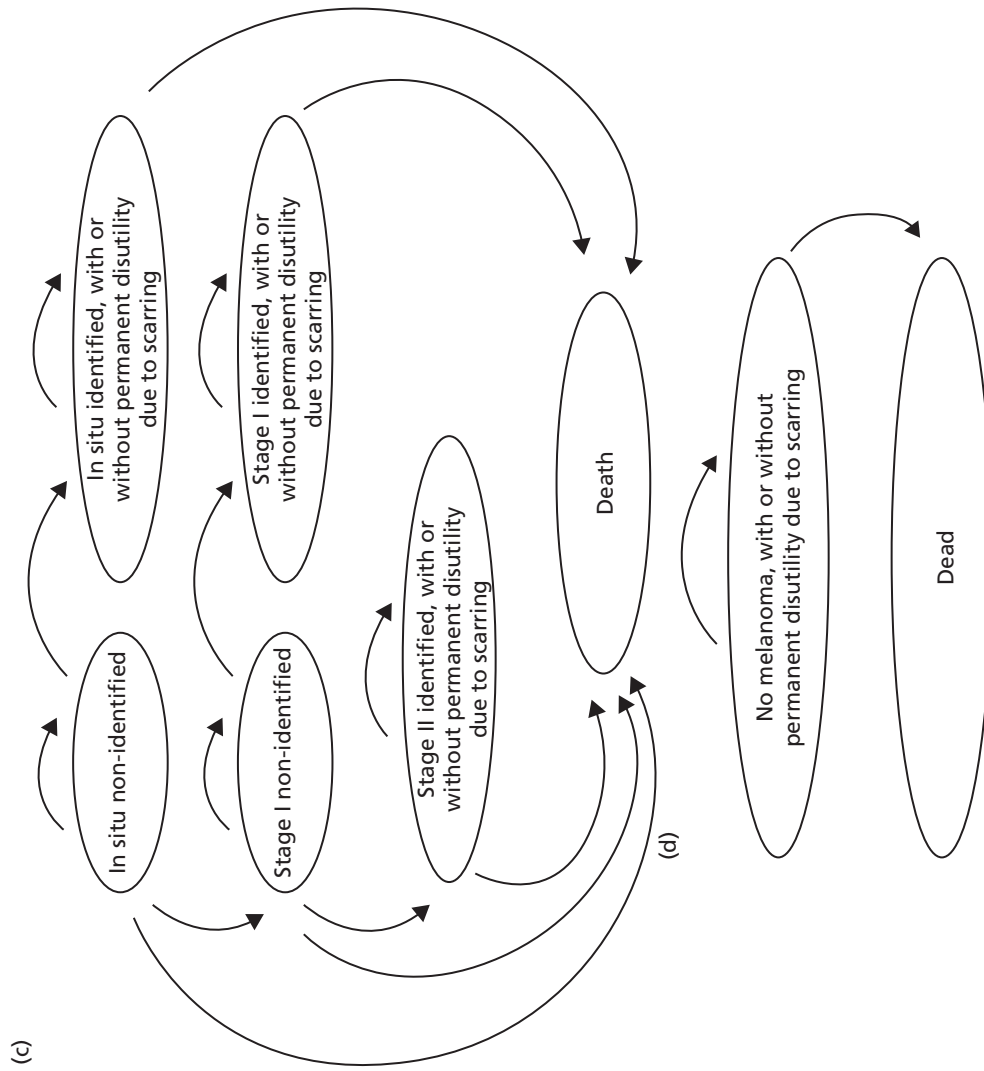 (c)
In situ non-identified
In situ identified, with or
without permanent disutility
due to scarring
Stage I non-identified
Stage I identified, with or
without permanent disutility
due to scarring
Stage II identified, with or
without permanent disutility
due to scarring
Death
(d)
No melanoma, with or without
permanent disutility due to scarring
Dead